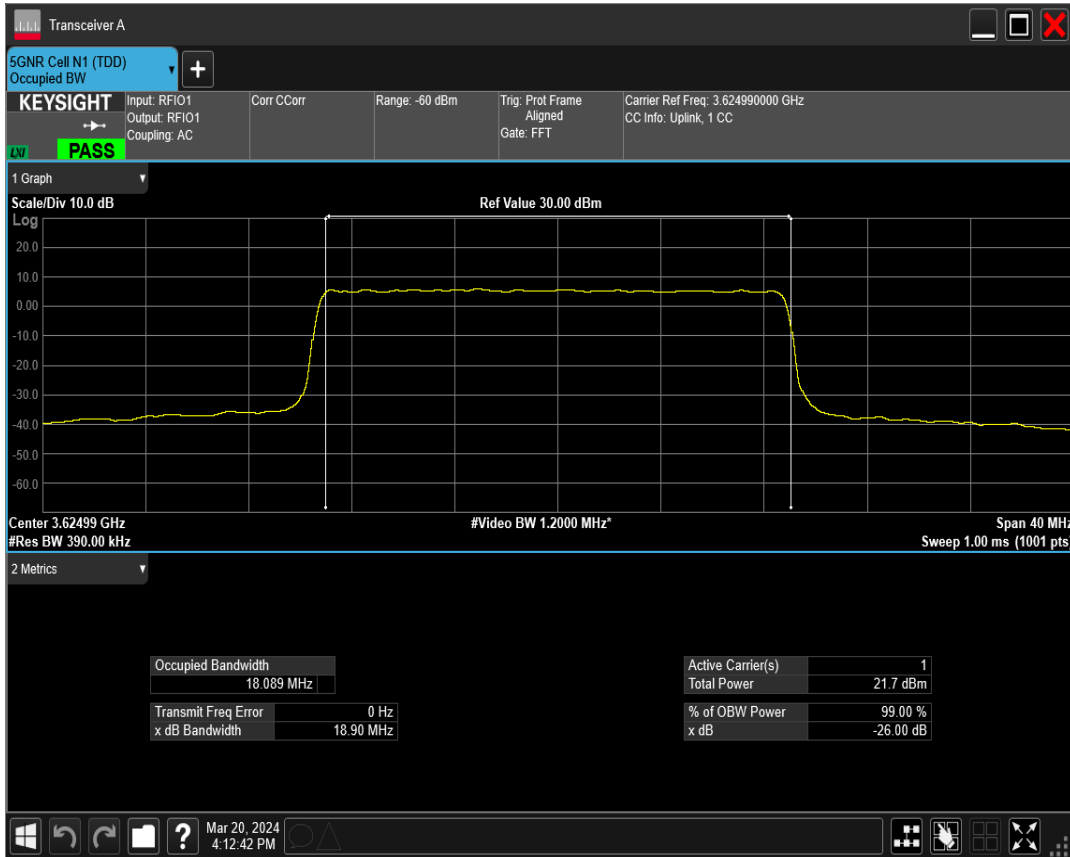 Transceiver A
5GNR Cell N1 (TDD)
Occupied BW
+
KEYSIGHT
LXI
PASS
Input: RFIO1
Output: RFIO1
Coupling: AC
Corr CCorr
Range: -60 dBm
Trig: Prot Frame
Aligned
Gate: FFT
Carrier Ref Freq: 3.624990000 GHz
CC Info: Uplink, 1 CC
1 Graph
Scale/Div 10.0 dB
Ref Value 30.00 dBm
Log
20.0
10.0
0.00
-10.0
-20.0
-30.0
-40.0
-50.0
-60.0
Center 3.62499 GHz
#Video BW 1.2000 MHz*
Span 40 MHz
#Res BW 390.00 kHz
Sweep 1.00 ms (1001 pts)
2 Metrics
Occupied Bandwidth
18.089 MHz
Transmit Freq Error 0 Hz
x dB Bandwidth 18.90 MHz
Active Carrier(s) 1
Total Power 21.7 dBm
% of OBW Power 99.00 %
x dB -26.00 dB
?
Mar 20, 2024
4:12:42 PM